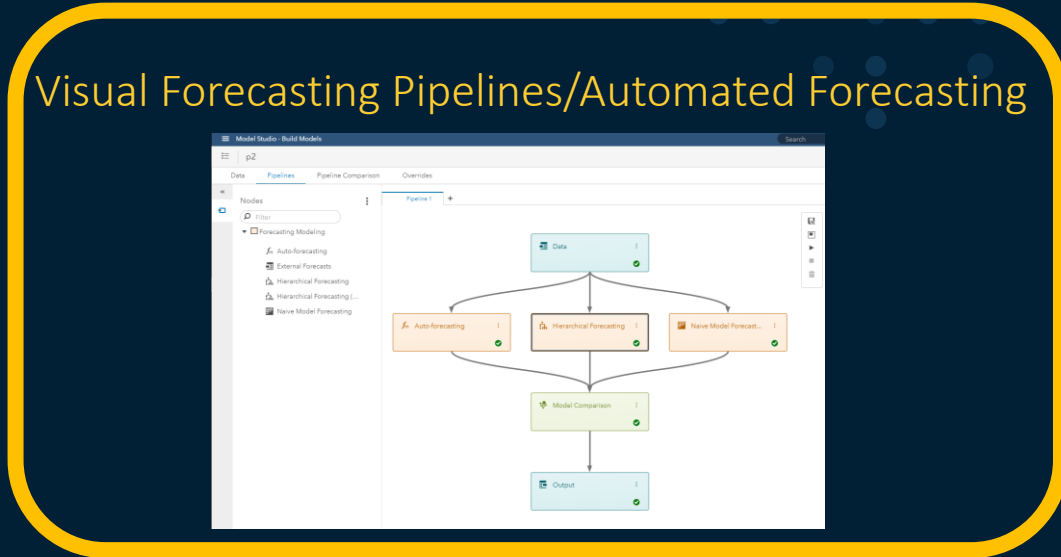 Visual Forecasting Pipelines/Automated Forecasting
Model Studio - Build Models
Search
p2
Data
Pipelines
Pipeline Comparison
Overrides
Nodes
Filter
Forecasting Modeling
Auto-forecasting
External Forecasts
Hierarchical Forecasting
Hierarchical Forecasting (...
Naive Model Forecasting
Pipeline 1
Data
Auto-forecasting
Hierarchical Forecasting
Naive Model Forecast...
Model Comparison
Output